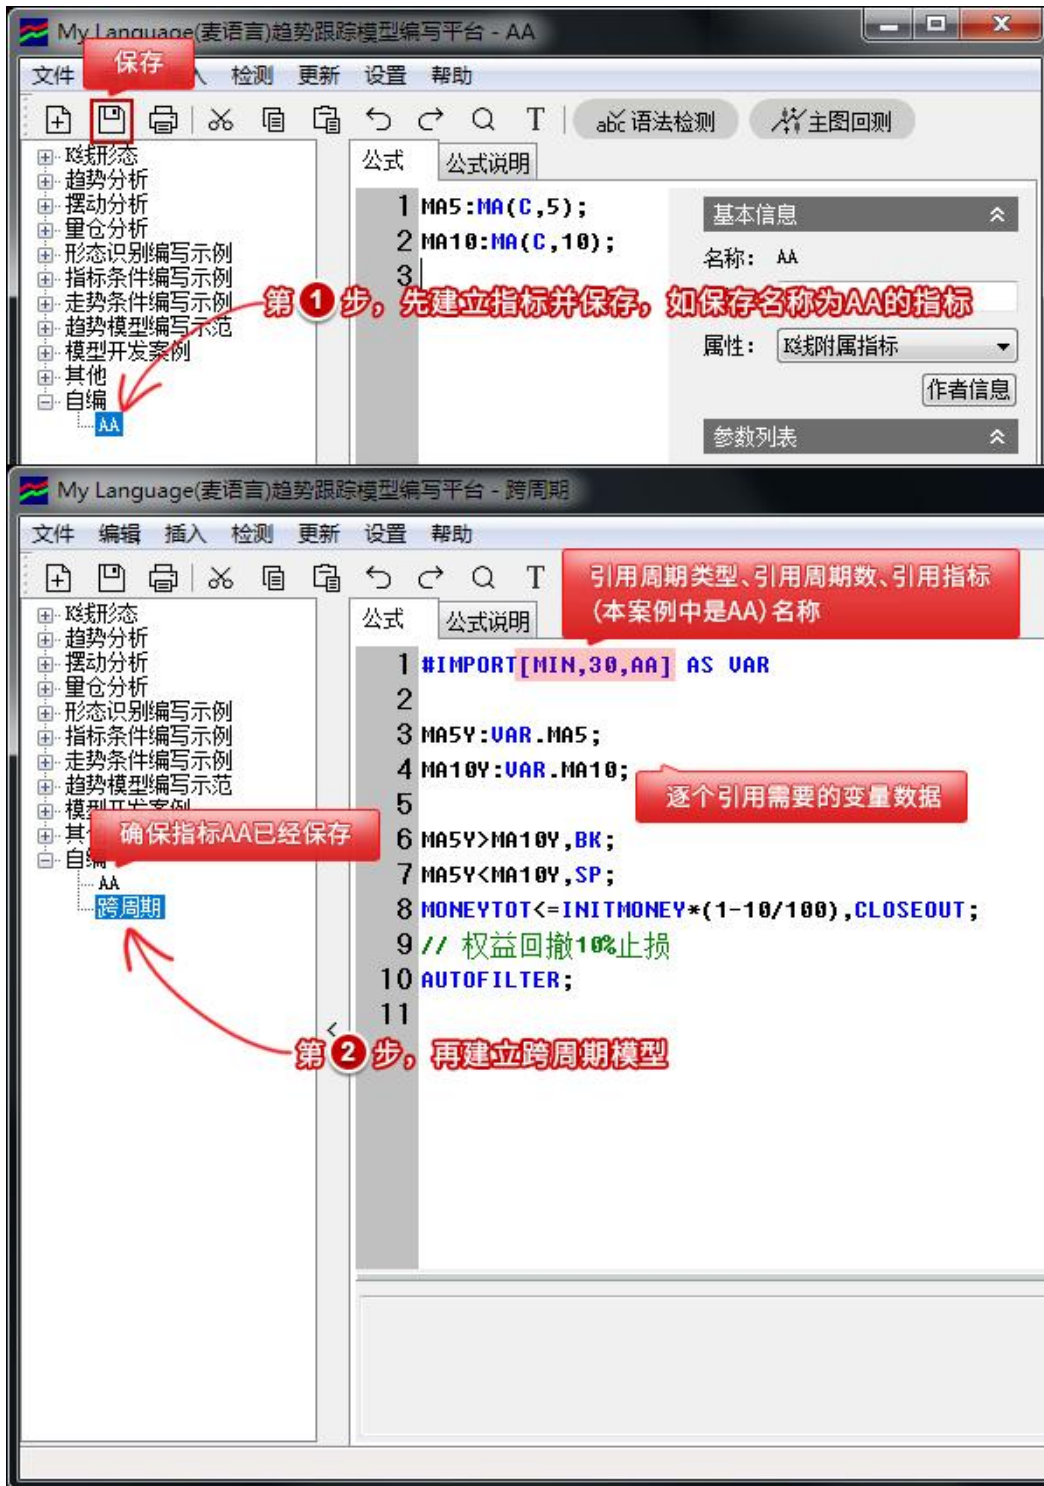 My Language(麦语言)趋势跟踪模型编写平台 - AA
保存
文件 入 检测 更新 设置 帮助
T abc 语法检测 主图回测
K线形态
趋势分析
摆动分析
量仓分析
形态识别编写示例
指标条件编写示例
走势条件编写示例
趋势模型编写示范
模型开发案例
其他
自编
AA
公式 公式说明
1 MA5:MA(C,5);
2 MA10:MA(C,10);
3
基本信息
名称: AA
第1步，先建立指标并保存，如保存名称为AA的指标
属性: K线附属指标
作者信息
参数列表
My Language(麦语言)趋势跟踪模型编写平台 - 跨周期
文件 编辑 插入 检测 更新 设置 帮助
T
引用周期类型、引用周期数、引用指标
(本案例中是AA)名称
K线形态
趋势分析
摆动分析
量仓分析
形态识别编写示例
指标条件编写示例
走势条件编写示例
趋势模型编写示范
模型开发案例
其
确保指标AA已经保存
自编
AA
跨周期
公式 公式说明
1 #IMPORT[MIN,30,AA] AS VAR
2
3 MA5Y:VAR.MA5;
4 MA10Y:VAR.MA10;
逐个引用需要的变量数据
5
6 MA5Y>MA10Y,BK;
7 MA5Y<MA10Y,SP;
8 MONEYTOT<=INITMONEY*(1-10/100),CLOSEOUT;
9 // 权益回撤10%止损
10 AUTOFILTER;
11
第2步，再建立跨周期模型